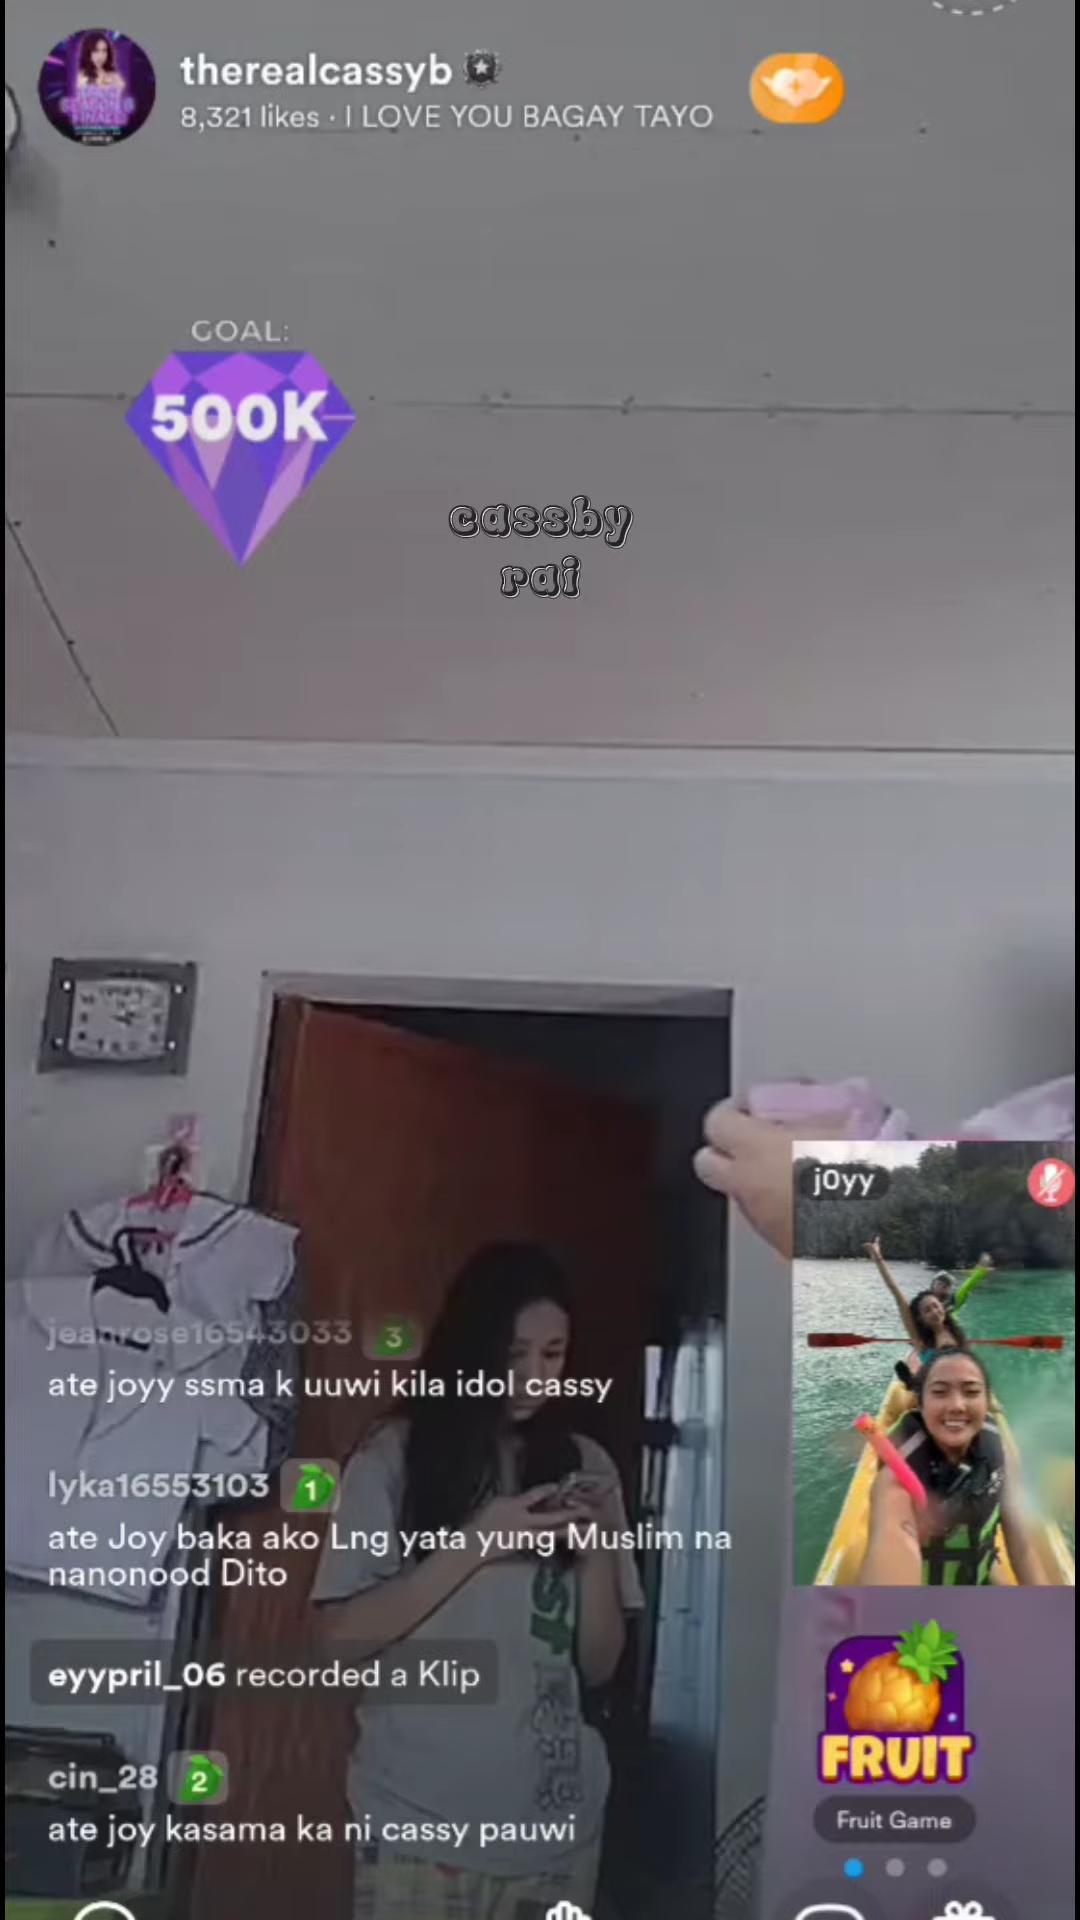 therealcassyb
8,321 likes · I LOVE YOU BAGAY TAYO
GOAL:
500K
cassby
rai
j0yy
jeanrose16543033 3
ate joyy ssma k uuwi kila idol cassy
lyka16553103 1
ate Joy baka ako Lng yata yung Muslim na
nanonood Dito
eyypril_06 recorded a Klip
cin_28 2
ate joy kasama ka ni cassy pauwi
FRUIT
Fruit Game